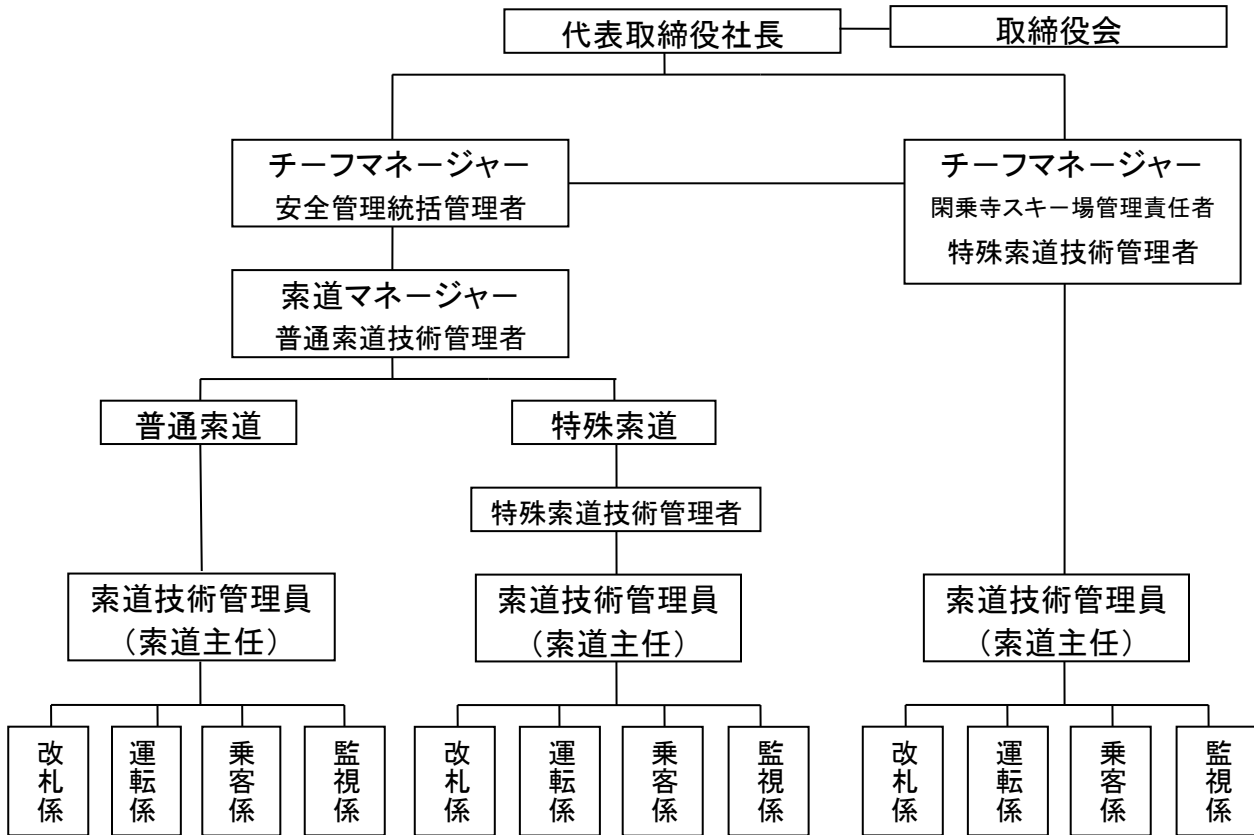 代表取締役社長
取締役会
チーフマネージャー
安全管理統括管理者
チーフマネージャー
閑乗寺スキー場管理責任者
特殊索道技術管理者
索道マネージャー
普通索道技術管理者
普通索道
特殊索道
特殊索道技術管理者
索道技術管理員
（索道主任）
索道技術管理員
（索道主任）
索道技術管理員
（索道主任）
改札係
運転係
乗客係
監視係
改札係
運転係
乗客係
監視係
改札係
運転係
乗客係
監視係